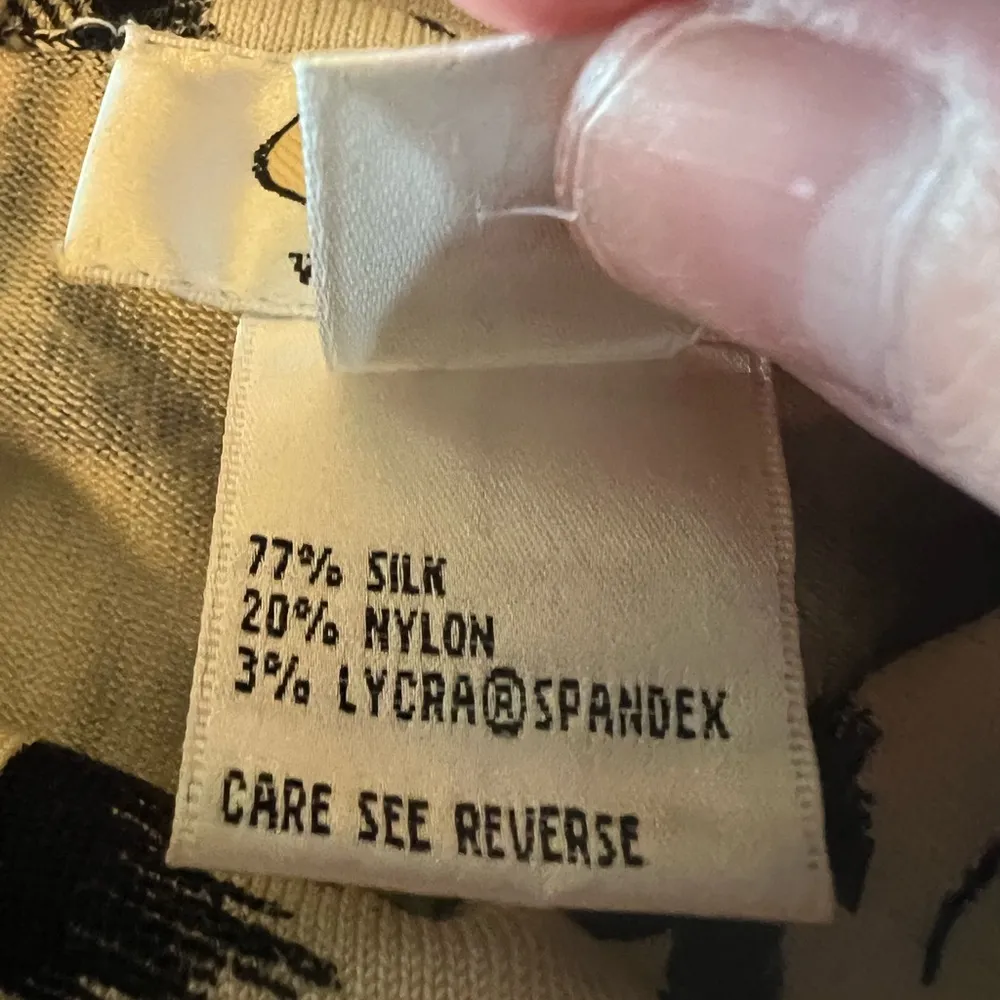 77% SILK
20% NYLON
3% LYCRA®SPANDEX
CARE SEE REVERSE